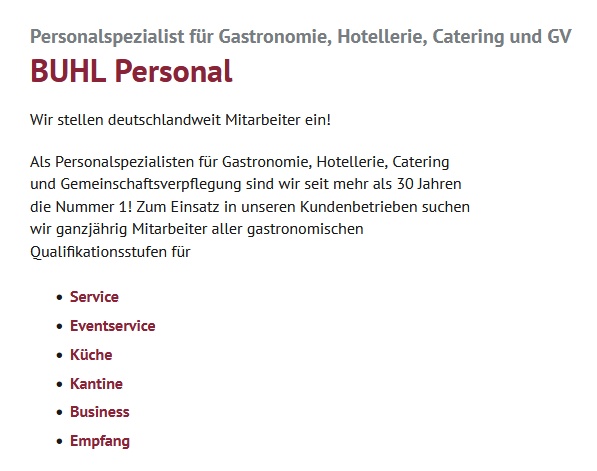 Personalspezialist für Gastronomie, Hotellerie, Catering und GV
BUHL Personal
Wir stellen deutschlandweit Mitarbeiter ein!
Als Personalspezialisten für Gastronomie, Hotellerie, Catering
und Gemeinschaftsverpflegung sind wir seit mehr als 30 Jahren
die Nummer 1! Zum Einsatz in unseren Kundenbetrieben suchen
wir ganzjährig Mitarbeiter aller gastronomischen
Qualifikationsstufen für
• Service
• Eventservice
• Küche
• Kantine
• Business
• Empfang